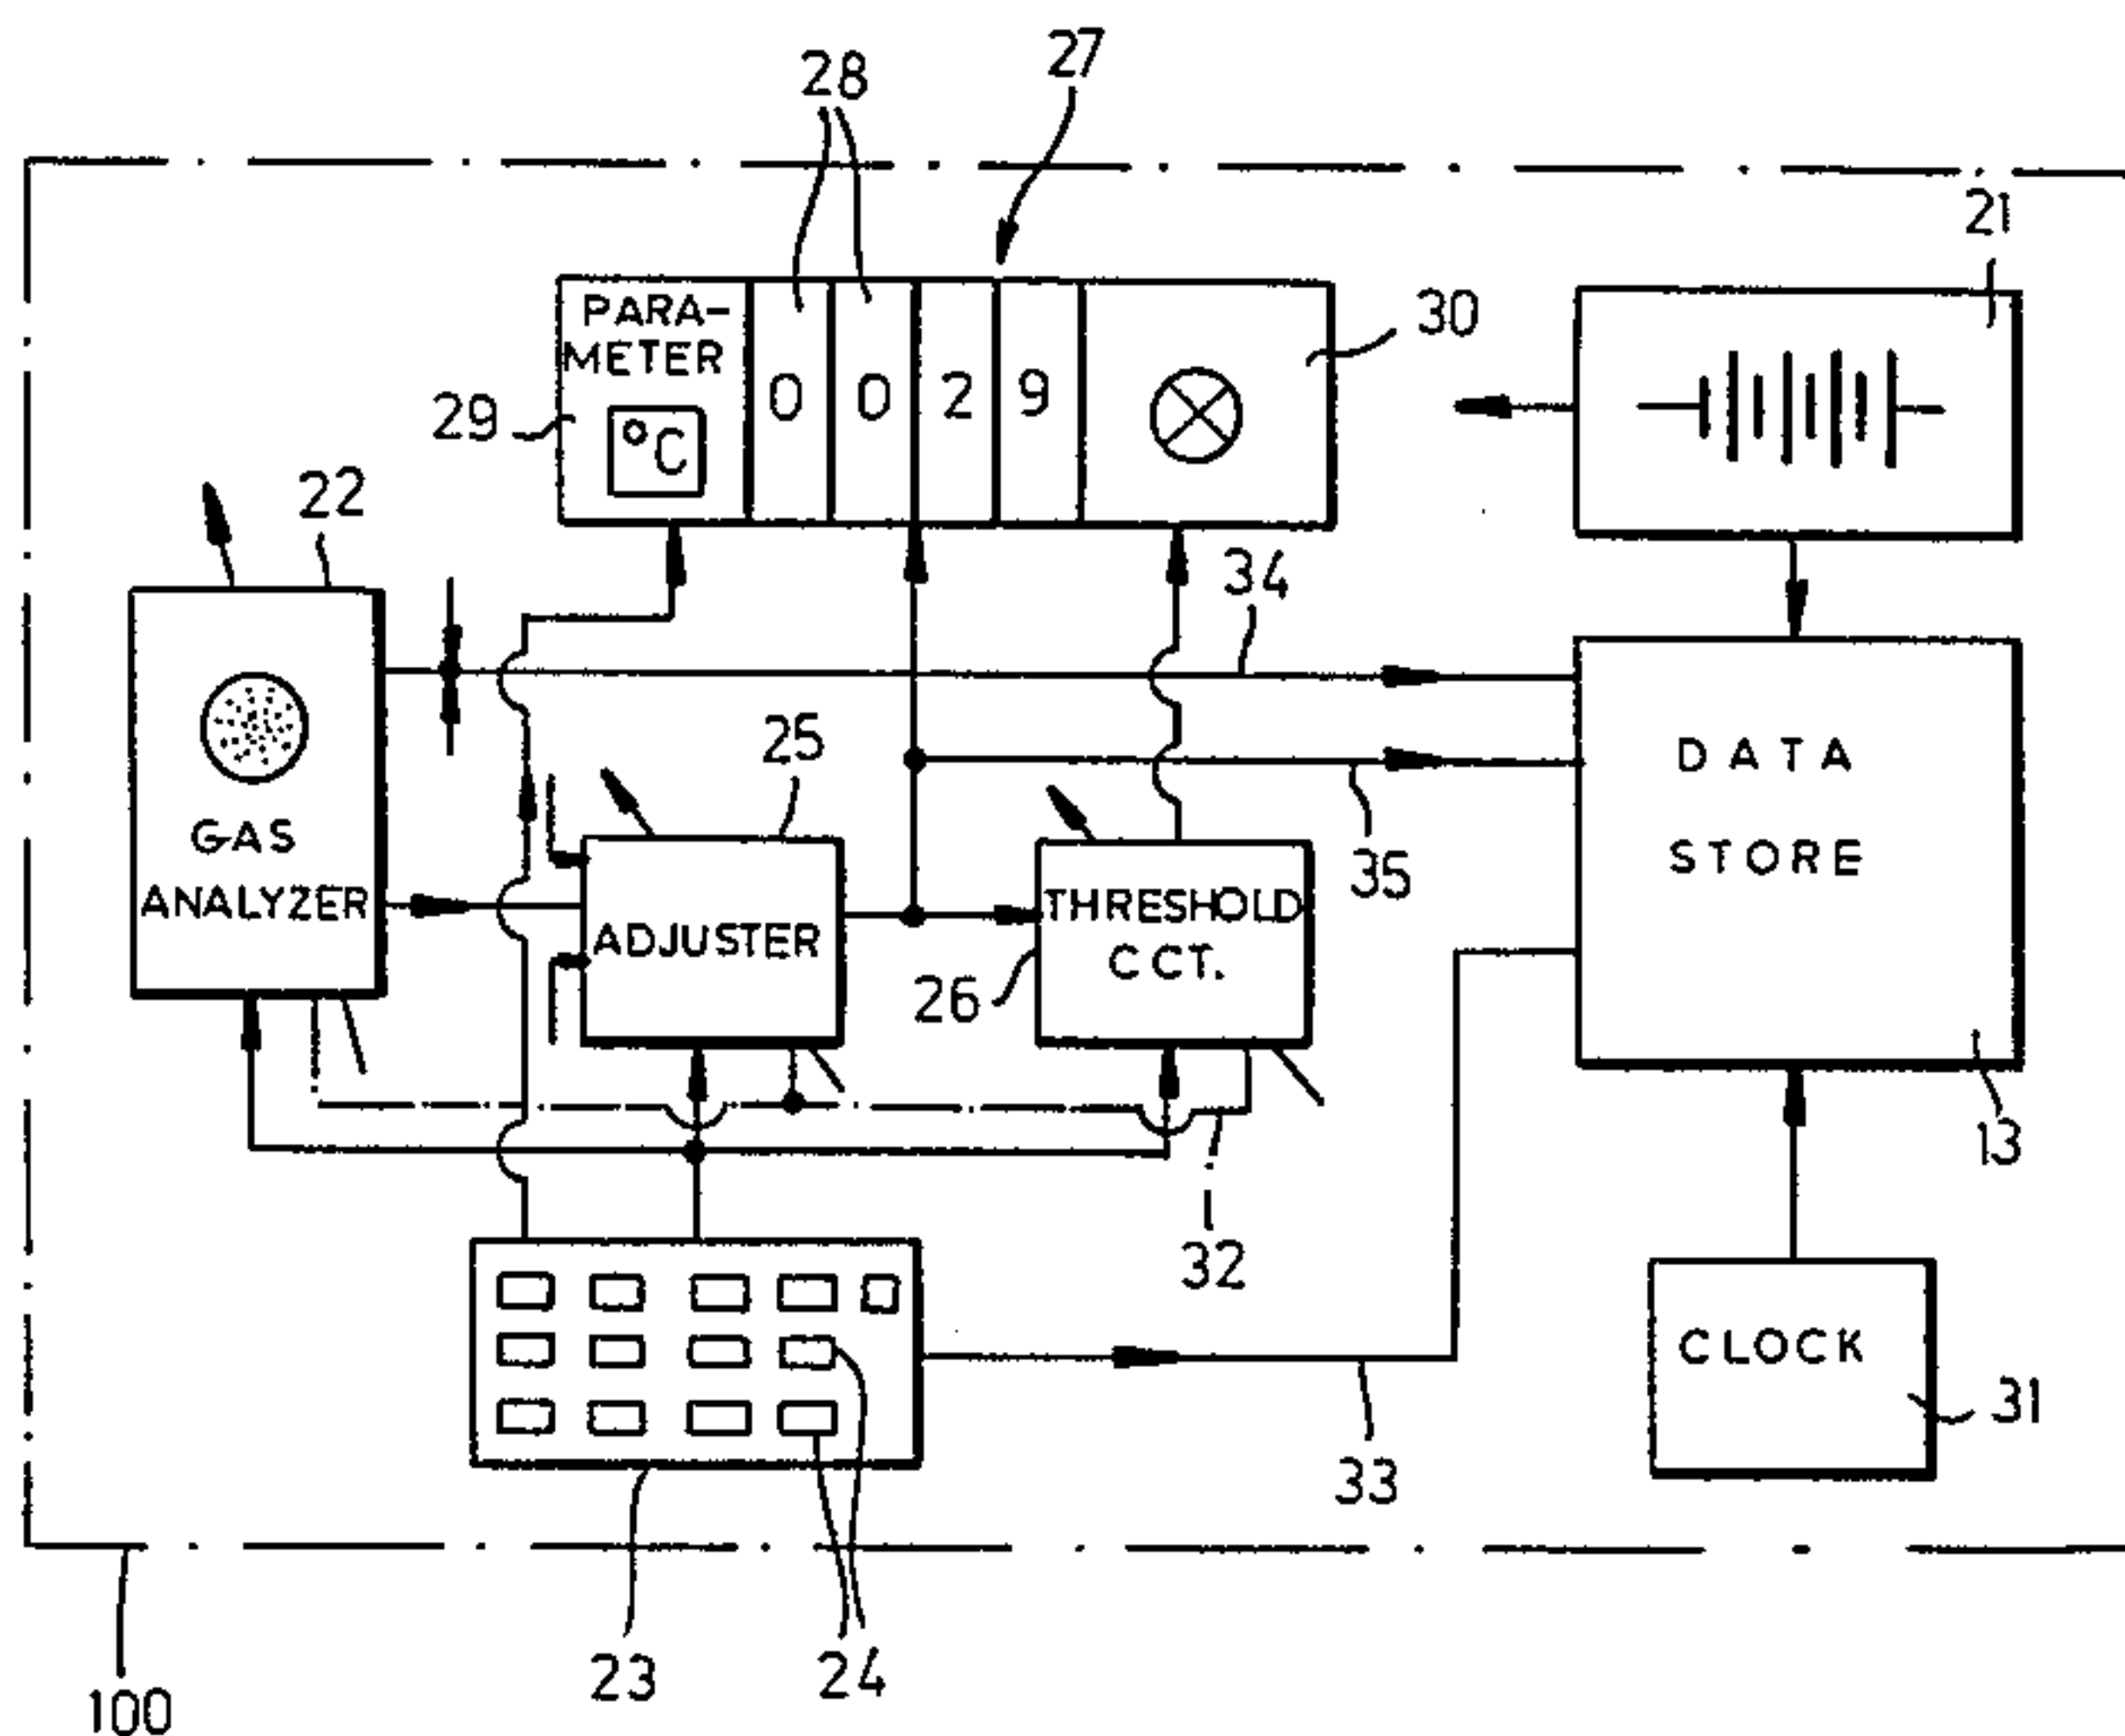 28
27
21
PARA-
METER
0 0 2 9
30
29
°C
22
34
25
DATA
STORE
GAS
ANALYZER
35
ADJUSTER
THRESHOLD
CCT.
26
13
32
CLOCK
31
33
23
24
100